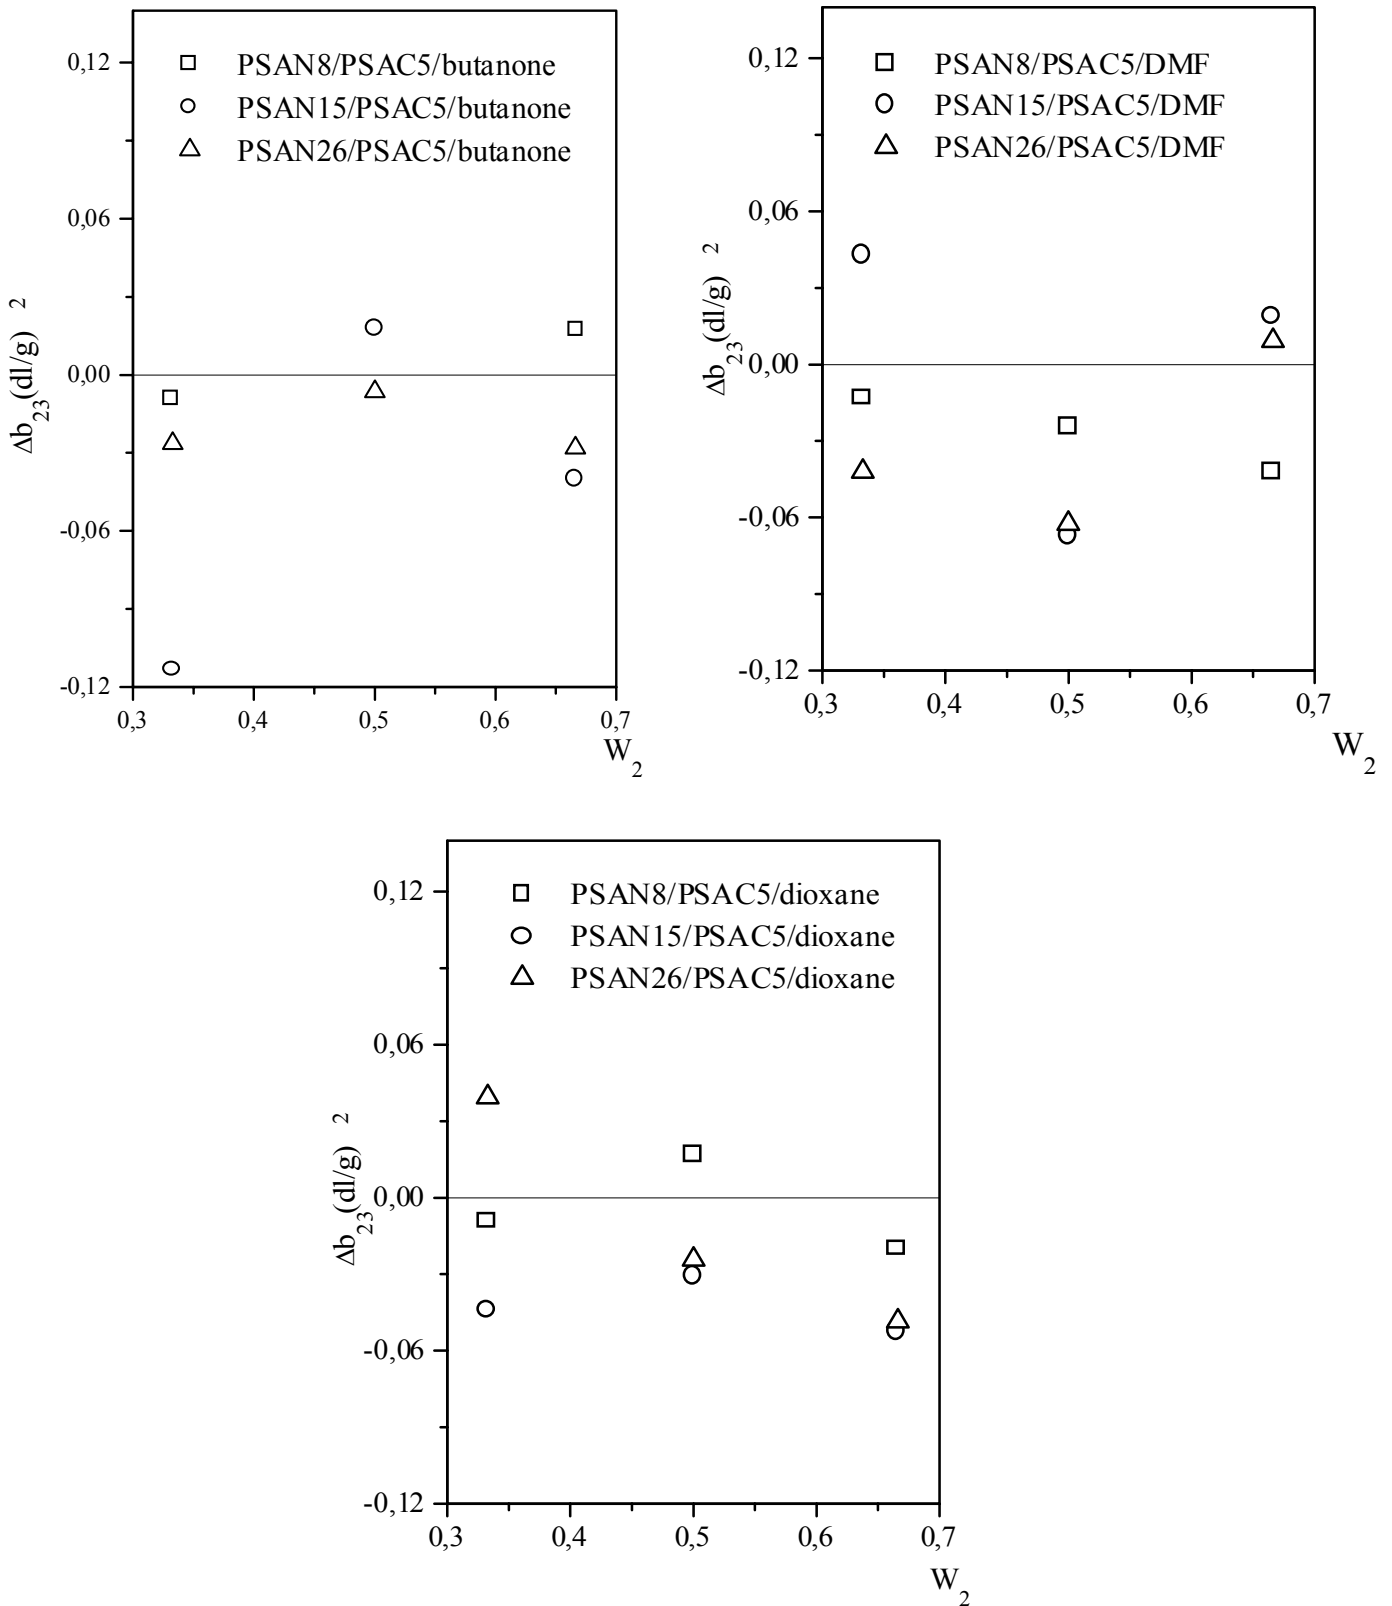 0,12
PSAN8/PSAC5/butanone
PSAN15/PSAC5/butanone
PSAN26/PSAC5/butanone
0,06
0,00
-0,06
-0,12
Δb23(dl/g) 2
0,3 0,4 0,5 0,6 0,7
W2
0,12
PSAN8/PSAC5/DMF
PSAN15/PSAC5/DMF
PSAN26/PSAC5/DMF
0,06
0,00
-0,06
-0,12
Δb23(dl/g) 2
0,3 0,4 0,5 0,6 0,7
W2
0,12
PSAN8/PSAC5/dioxane
PSAN15/PSAC5/dioxane
PSAN26/PSAC5/dioxane
0,06
0,00
-0,06
-0,12
Δb23(dl/g) 2
0,3 0,4 0,5 0,6 0,7
W2